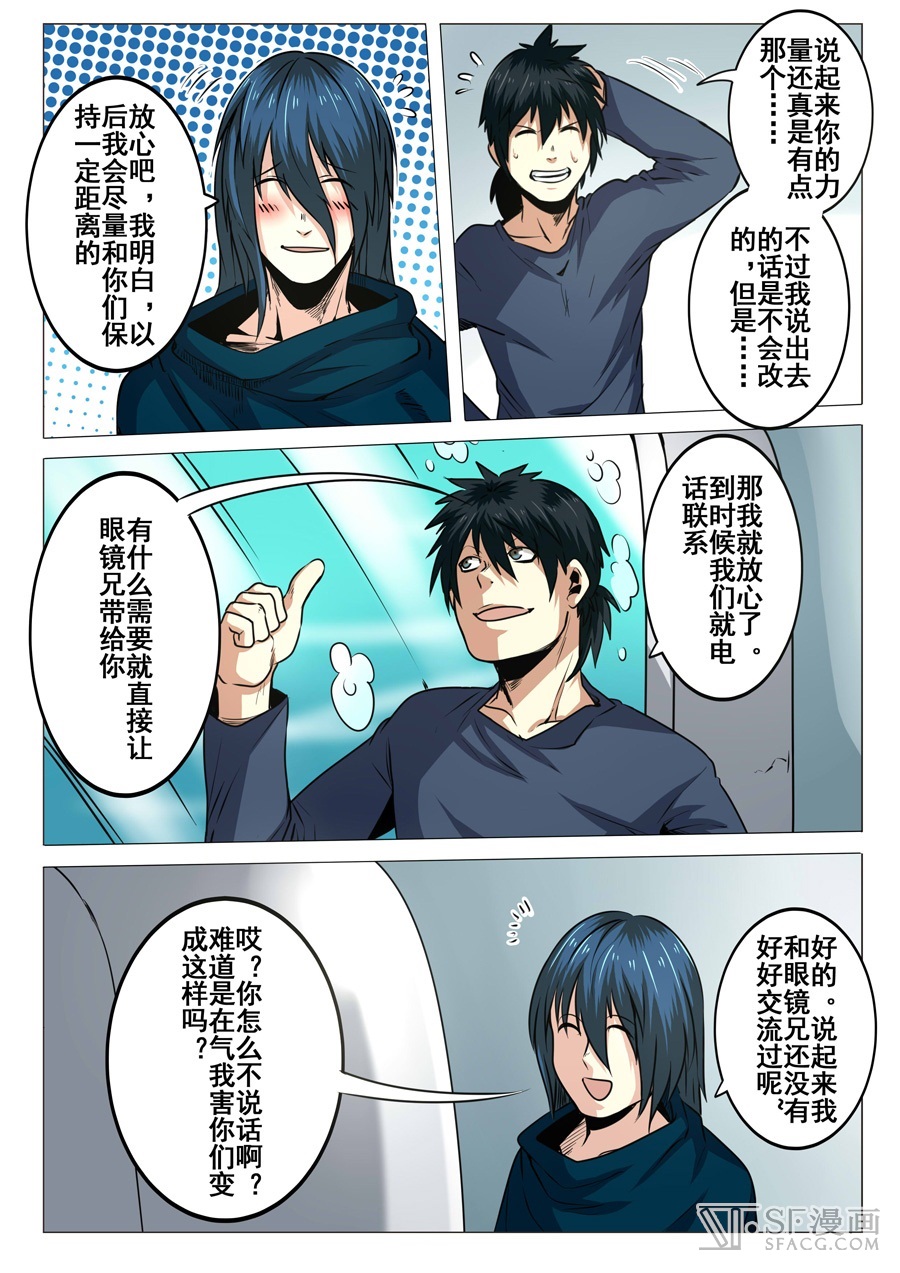 说起来你的力
量还真是有点
那个……
不过我说出去
的话是不会改
的，但是……
放心吧，我明白，以
后我会尽量和你们保
持一定距离的
那我就放心了。
到时候我们就电
话联系
有什么需要就直接让
眼镜兄带给你
好的。说起来我
和眼镜兄还没有
好好交流过呢，
哎？你怎么不说话啊？
难道是在气我害你们变
成这样吗？
SF漫画
SFACG.COM